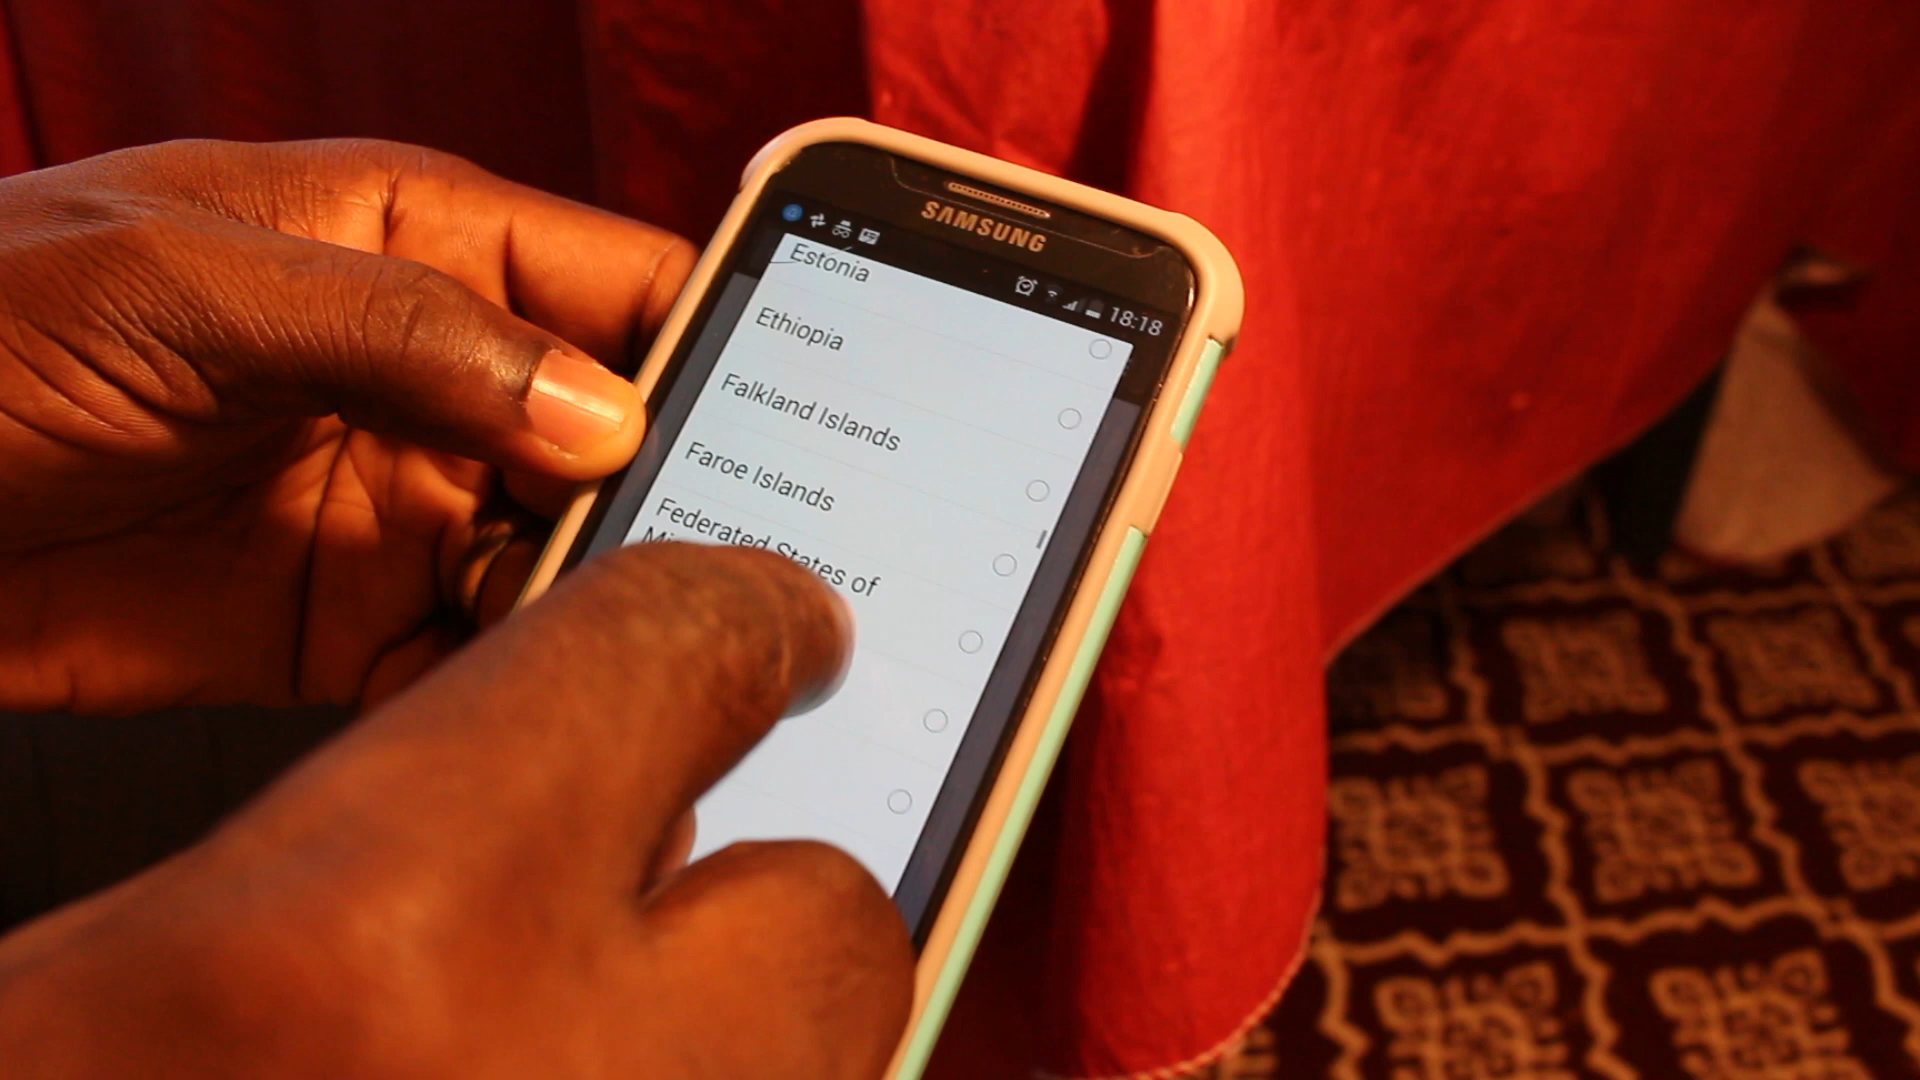 SAMSUNG
18:18
Estonia
Ethiopia
Falkland Islands
Faroe Islands
Federated States of